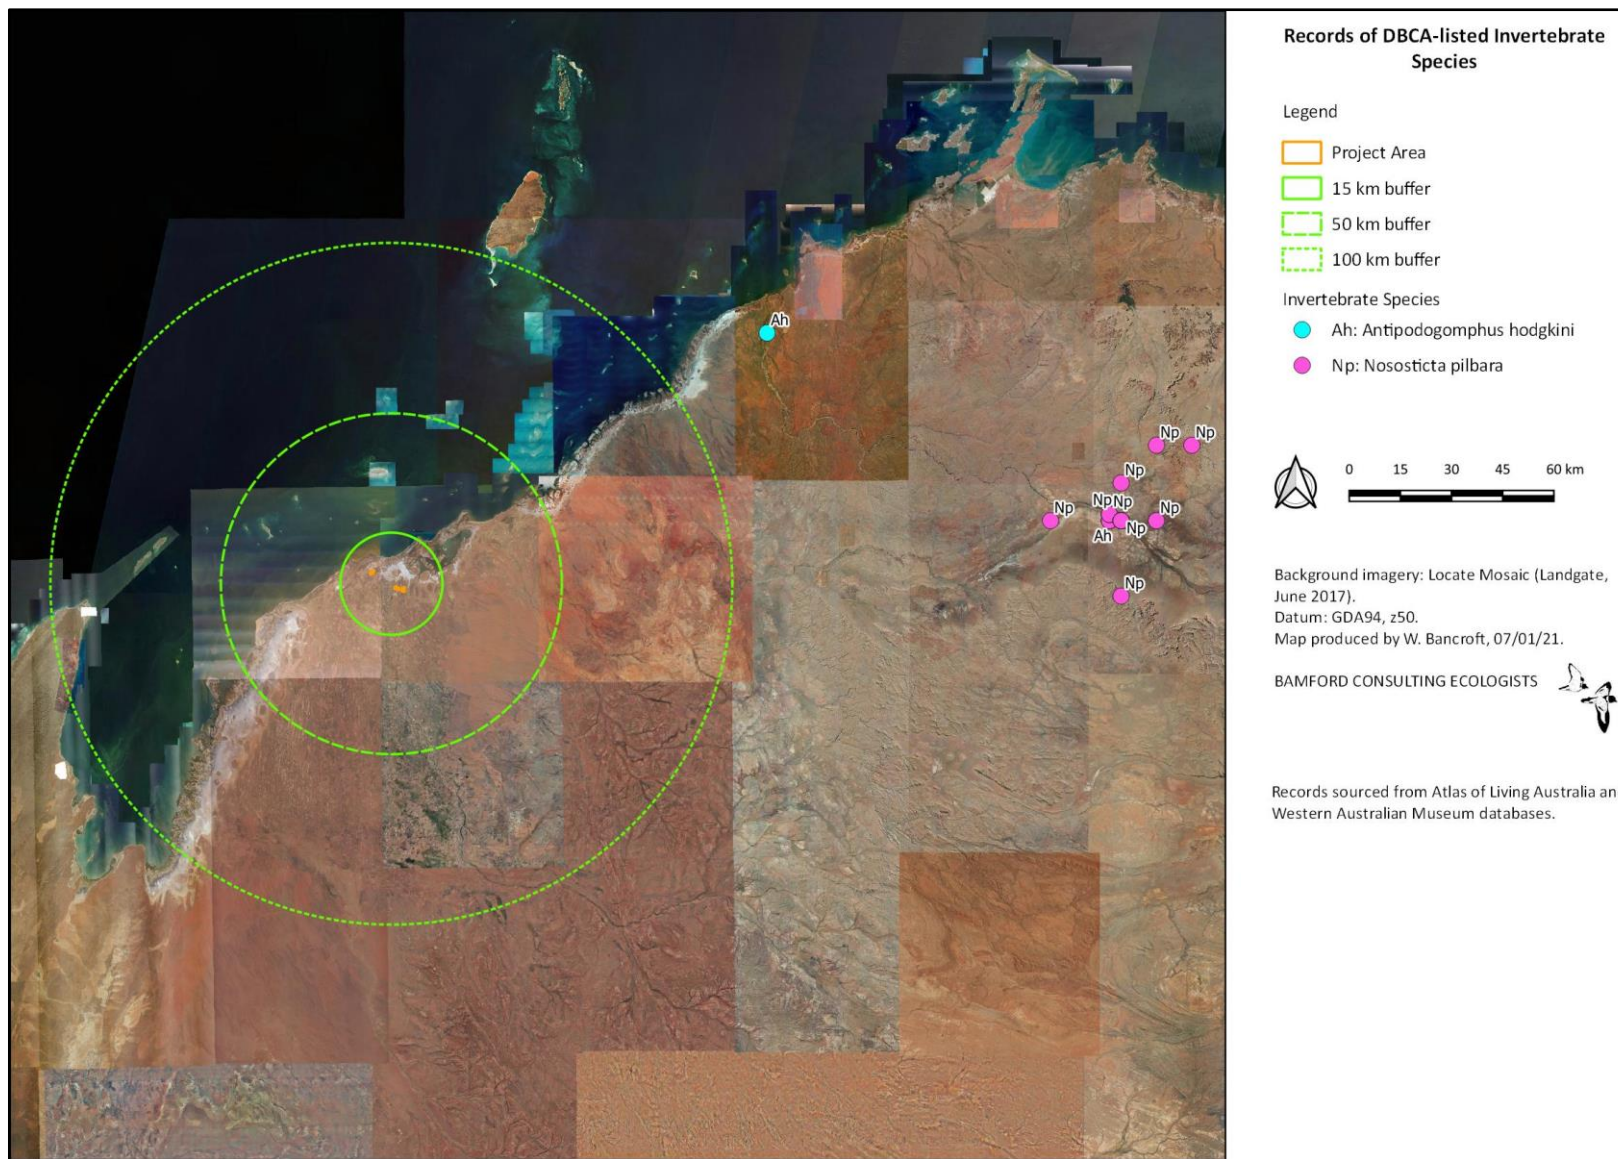 Records of DBCA-listed Invertebrate
Species
Legend
Project Area
15 km buffer
50 km buffer
100 km buffer
Invertebrate Species
Ah: Antipodogomphus hodgkini
Np: Nososticta pilbara
0 15 30 45 60 km
Background imagery: Locate Mosaic (Landgate,
June 2017).
Datum: GDA94, z50.
Map produced by W. Bancroft, 07/01/21.
BAMFORD CONSULTING ECOLOGISTS
Records sourced from Atlas of Living Australia an
Western Australian Museum databases.
Ah
Np Np
Np
Np Np Np Np
Ah Np
Np